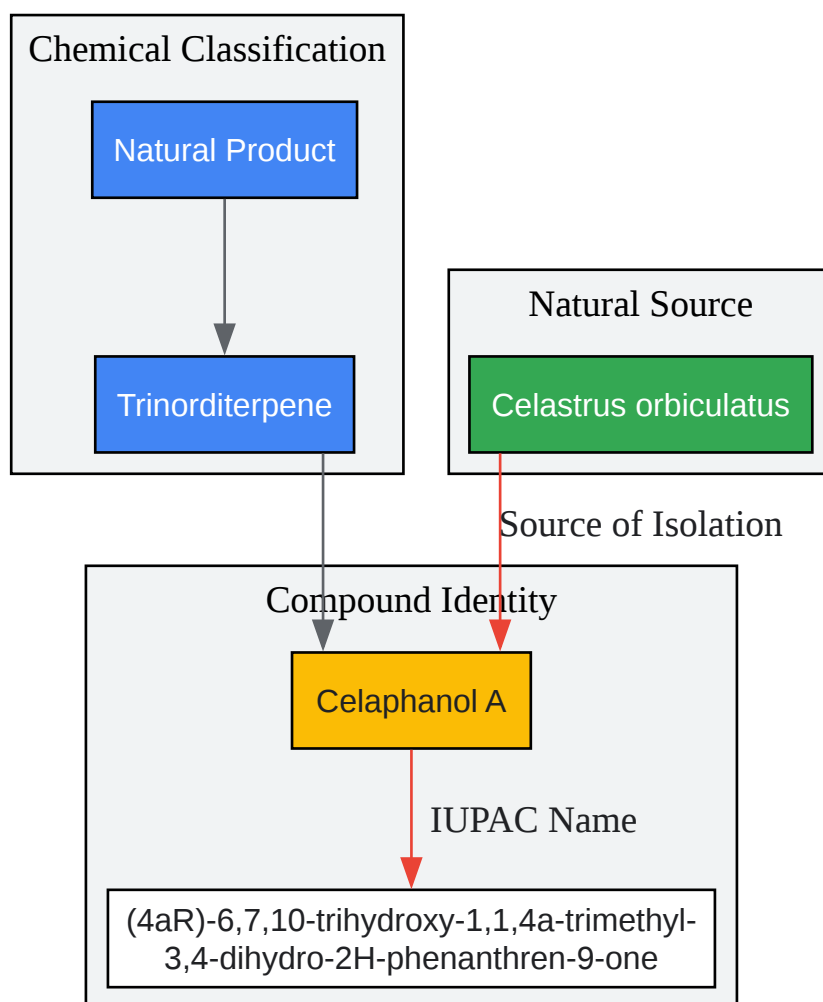 Chemical Classification
Natural Product
Trinorditerpene
Natural Source
Celastrus orbiculatus
Source of Isolation
Compound Identity
Celaphanol A
IUPAC Name
(4aR)-6,7,10-trihydroxy-1,1,4a-trimethyl-
3,4-dihydro-2H-phenanthren-9-one